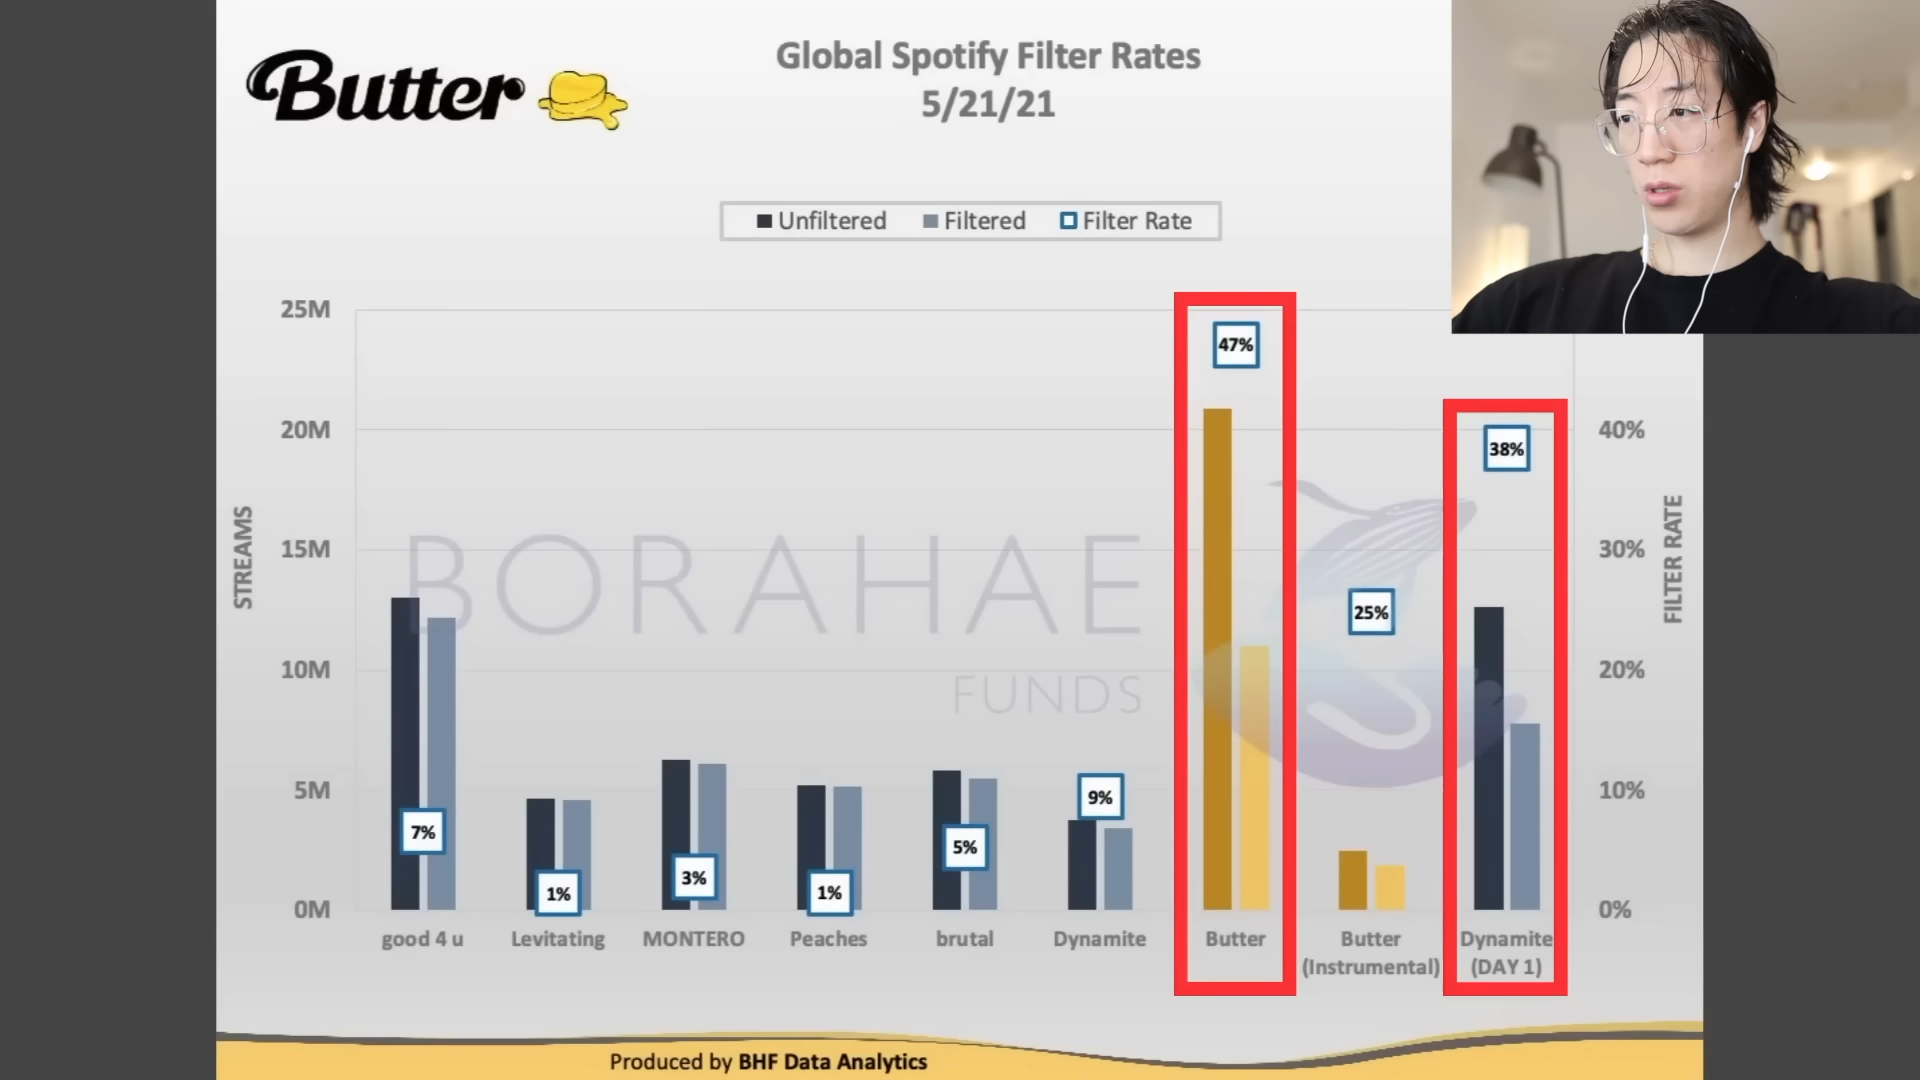 Butter
Global Spotify Filter Rates
5/21/21
Unfiltered
Filtered
Filter Rate
25M
20M
15M
10M
5M
0M
STREAMS
BORAHAE
FUNDS
7%
1%
3%
1%
5%
9%
47%
25%
38%
40%
30%
20%
10%
0%
FILTER RATE
good 4 u
Levitating
MONTERO
Peaches
brutal
Dynamite
Butter
Butter
(Instrumental)
Dynamite
(DAY 1)
Produced by BHF Data Analytics